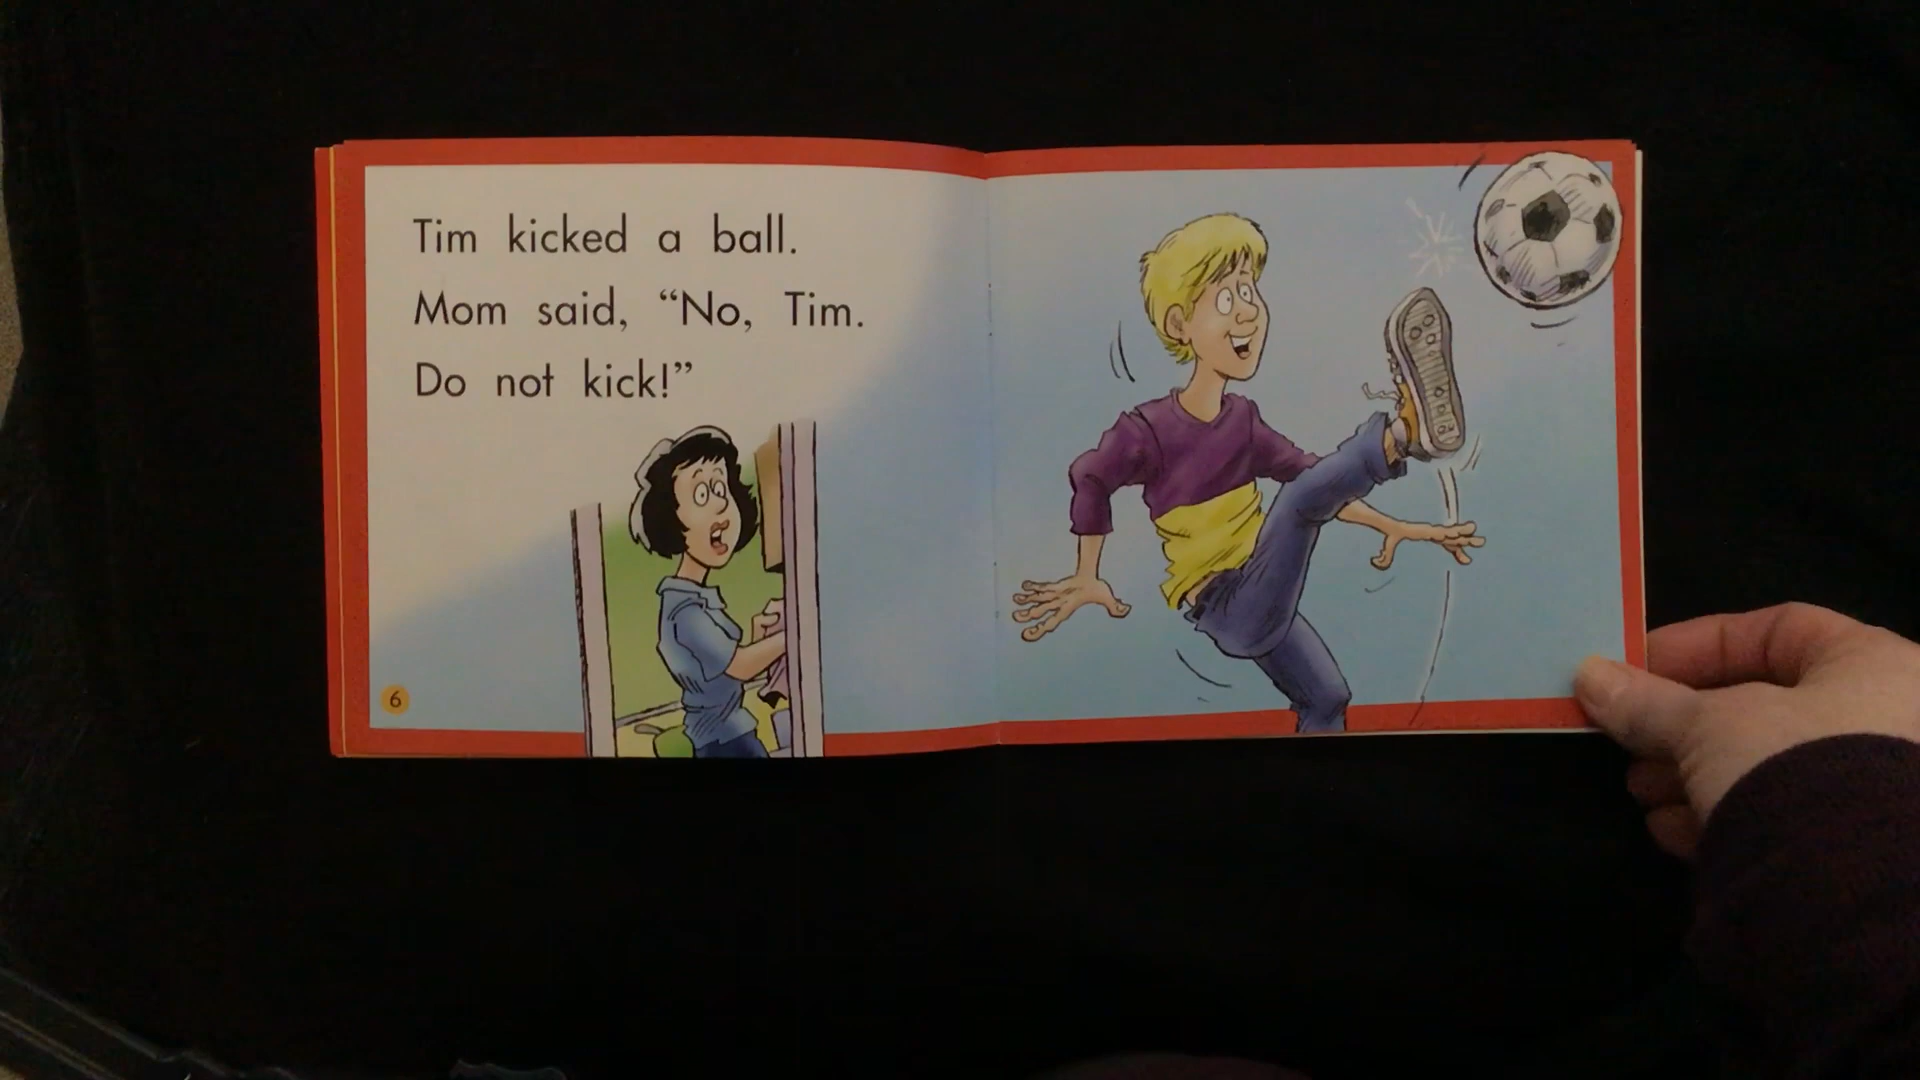 Tim kicked a ball.
Mom said, “No, Tim.
Do not kick!”
6